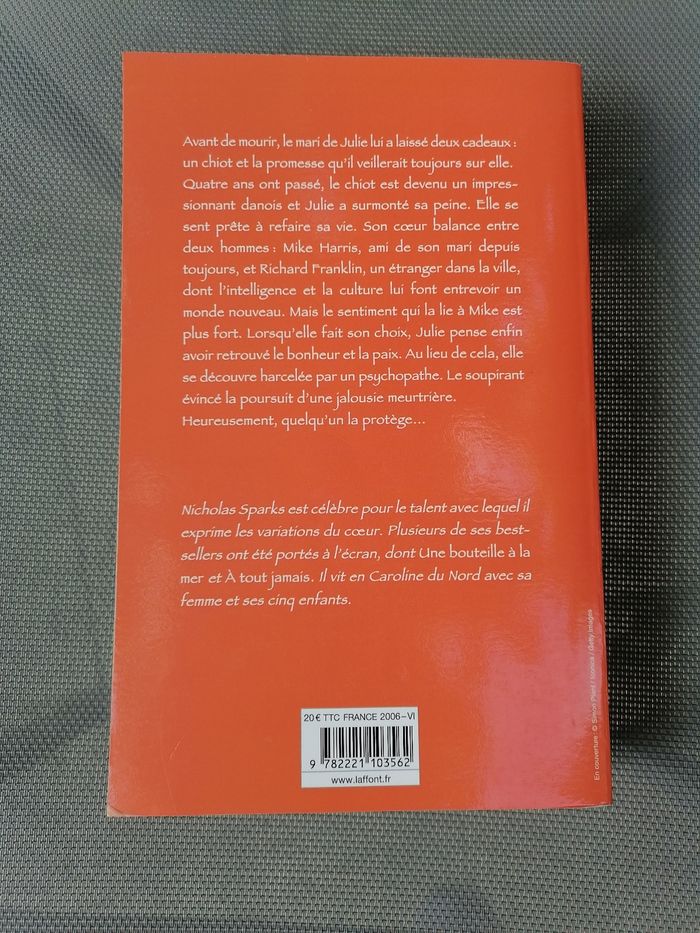 Avant de mourir, le mari de Julie lui a laissé deux cadeaux :
un chiot et la promesse qu'il veillerait toujours sur elle.
Quatre ans ont passé, le chiot est devenu un impres-
sionnant danois et Julie a surmonté sa peine. Elle se
sent prête à refaire sa vie. Son cœur balance entre
deux hommes : Mike Harris, ami de son mari depuis
toujours, et Richard Franklin, un étranger dans la ville,
dont l'intelligence et la culture lui font entrevoir un
monde nouveau. Mais le sentiment qui la lie à Mike est
plus fort. Lorsqu'elle fait son choix, Julie pense enfin
avoir retrouvé le bonheur et la paix. Au lieu de cela, elle
se découvre harcelée par un psychopathe. Le soupirant
évincé la poursuit d'une jalousie meurtrière.
Heureusement, quelqu'un la protège...
Nicholas Sparks est célèbre pour le talent avec lequel il
exprime les variations du cœur. Plusieurs de ses best-
sellers ont été portés à l'écran, dont Une bouteille à la
mer et À tout jamais. Il vit en Caroline du Nord avec sa
femme et ses cinq enfants.
20 € TTC FRANCE 2006-VI
9 782221 103562
www.laffont.fr
En couverture : © Simon Plant / Iconica / Getty Images